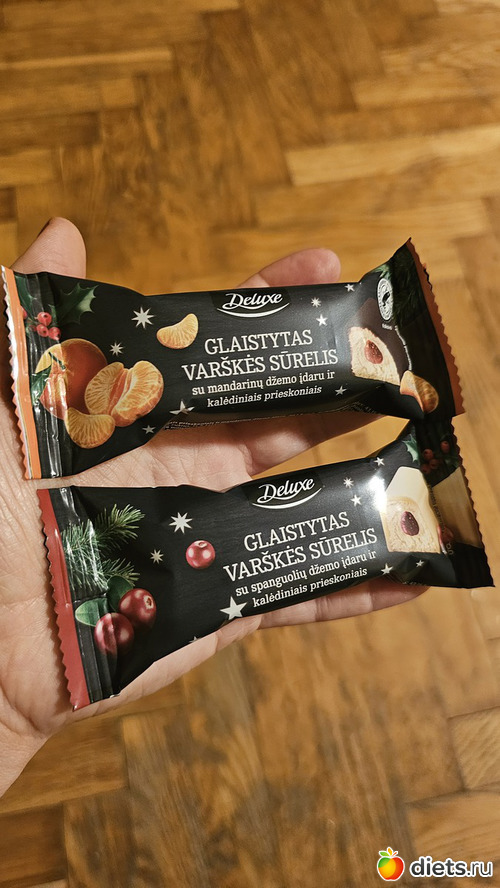 Deluxe
GLAISTYTAS
VARŠKĖS SŪRELIS
su mandarinų džemo įdaru ir
kalėdiniais prieskoniais
Deluxe
GLAISTYTAS
VARŠKĖS SŪRELIS
su spanguolių džemo įdaru ir
kalėdiniais prieskoniais
diets.ru